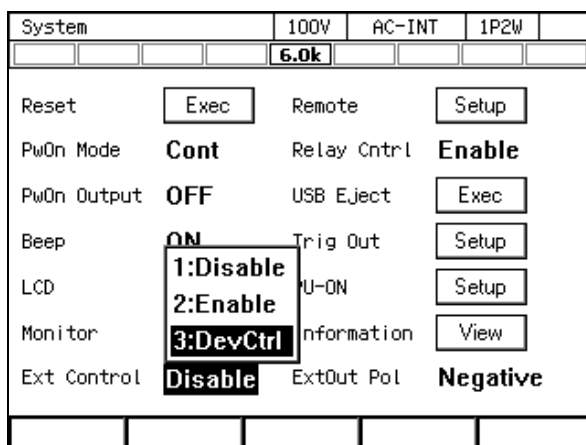 System 100V AC-INT 1P2W
6.0k
Reset Exec Remote Setup
PwOn Mode Cont Relay Cntrl Enable
PwOn Output OFF USB Eject Exec
Beep ON Trig Out Setup
1:Disable
LCD PU-ON Setup
2:Enable
Monitor 3:DevCtrl Information View
Ext Control Disable ExtOut Pol Negative